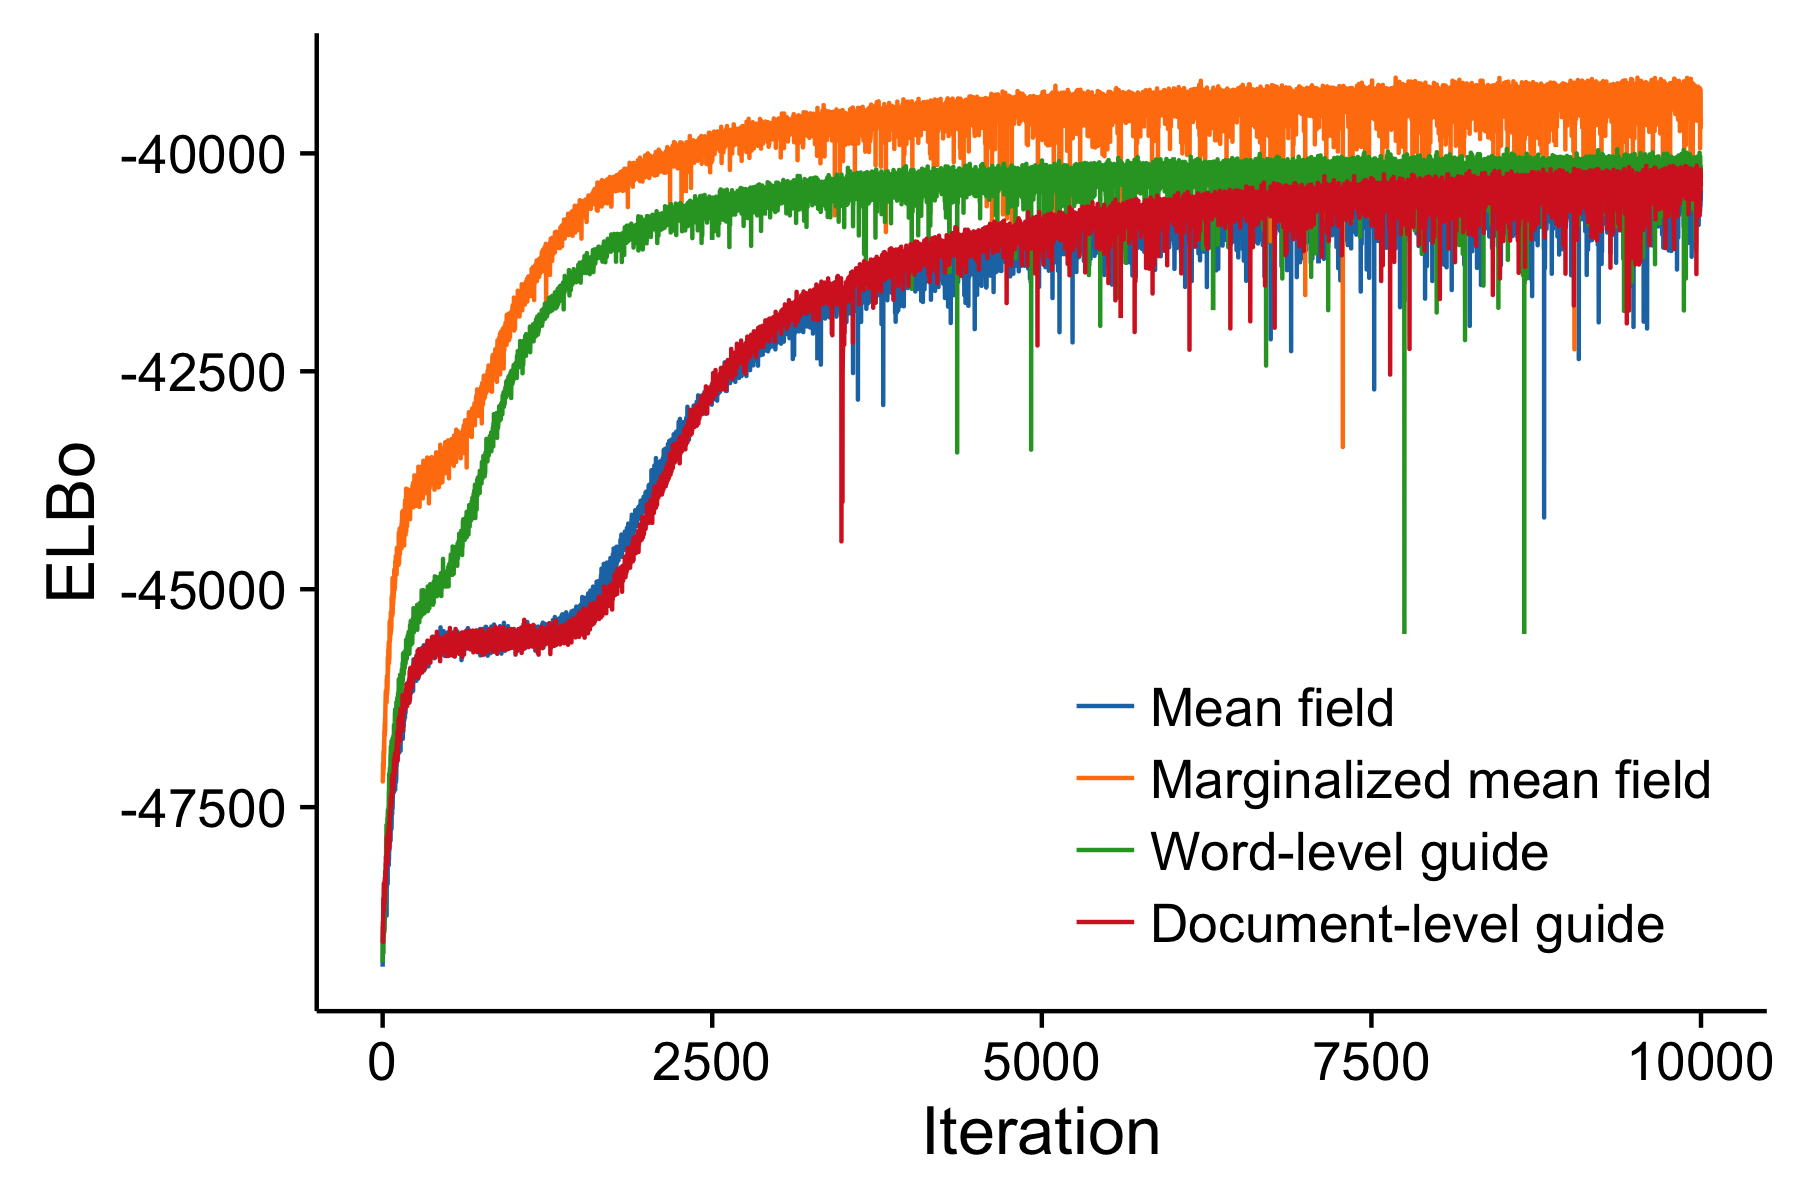 ELBo
-40000
-42500
-45000
-47500
Mean field
Marginalized mean field
Word-level guide
Document-level guide
0 2500 5000 7500 10000
Iteration